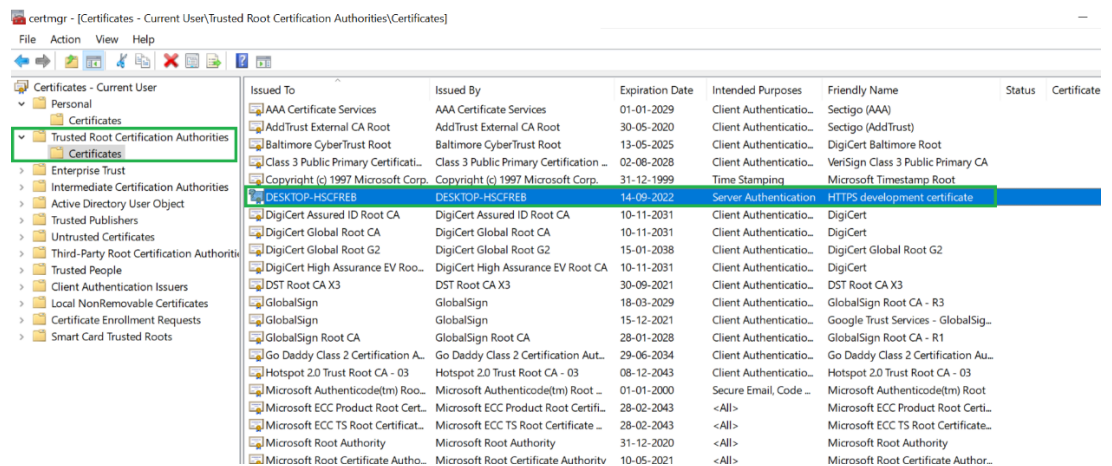 certmgr - [Certificates - Current User\Trusted Root Certification Authorities\Certificates]
File Action View Help
Certificates - Current User
Personal
Certificates
Trusted Root Certification Authorities
Certificates
Enterprise Trust
Intermediate Certification Authorities
Active Directory User Object
Trusted Publishers
Untrusted Certificates
Third-Party Root Certification Authoriti
Trusted People
Client Authentication Issuers
Local NonRemovable Certificates
Certificate Enrollment Requests
Smart Card Trusted Roots
Issued To Issued By Expiration Date Intended Purposes Friendly Name Status Certificate
AAA Certificate Services AAA Certificate Services 01-01-2029 Client Authenticatio... Sectigo (AAA)
AddTrust External CA Root AddTrust External CA Root 30-05-2020 Client Authenticatio... Sectigo (AddTrust)
Baltimore CyberTrust Root Baltimore CyberTrust Root 13-05-2025 Client Authenticatio... DigiCert Baltimore Root
Class 3 Public Primary Certificati... Class 3 Public Primary Certification ... 02-08-2028 Client Authenticatio... VeriSign Class 3 Public Primary CA
Copyright (c) 1997 Microsoft Corp. Copyright (c) 1997 Microsoft Corp. 31-12-1999 Time Stamping Microsoft Timestamp Root
DESKTOP-HSCFREB DESKTOP-HSCFREB 14-09-2022 Server Authentication HTTPS development certificate
DigiCert Assured ID Root CA DigiCert Assured ID Root CA 10-11-2031 Client Authenticatio... DigiCert
DigiCert Global Root CA DigiCert Global Root CA 10-11-2031 Client Authenticatio... DigiCert
DigiCert Global Root G2 DigiCert Global Root G2 15-01-2038 Client Authenticatio... DigiCert Global Root G2
DigiCert High Assurance EV Roo... DigiCert High Assurance EV Root CA 10-11-2031 Client Authenticatio... DigiCert
DST Root CA X3 DST Root CA X3 30-09-2021 Client Authenticatio... DST Root CA X3
GlobalSign GlobalSign 18-03-2029 Client Authenticatio... GlobalSign Root CA - R3
GlobalSign GlobalSign 15-12-2021 Client Authenticatio... Google Trust Services - GlobalSig...
GlobalSign Root CA GlobalSign Root CA 28-01-2028 Client Authenticatio... GlobalSign Root CA - R1
Go Daddy Class 2 Certification A... Go Daddy Class 2 Certification Aut... 29-06-2034 Client Authenticatio... Go Daddy Class 2 Certification Au...
Hotspot 2.0 Trust Root CA - 03 Hotspot 2.0 Trust Root CA - 03 08-12-2043 Client Authenticatio... Hotspot 2.0 Trust Root CA - 03
Microsoft Authenticode(tm) Roo... Microsoft Authenticode(tm) Root ... 01-01-2000 Secure Email, Code ... Microsoft Authenticode(tm) Root
Microsoft ECC Product Root Cert... Microsoft ECC Product Root Certifi... 28-02-2043 <All> Microsoft ECC Product Root Certi...
Microsoft ECC TS Root Certificat... Microsoft ECC TS Root Certificate ... 28-02-2043 <All> Microsoft ECC TS Root Certificate...
Microsoft Root Authority Microsoft Root Authority 31-12-2020 <All> Microsoft Root Authority
Microsoft Root Certificate Autho... Microsoft Root Certificate Authority 10-05-2021 <All> Microsoft Root Certificate Author...